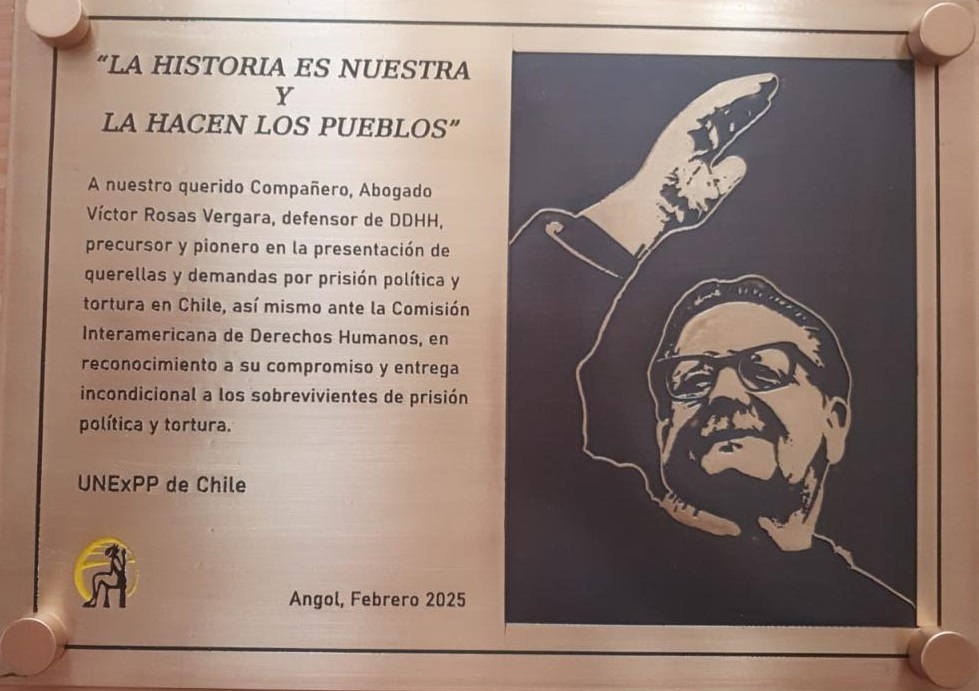 “LA HISTORIA ES NUESTRA
Y
LA HACEN LOS PUEBLOS”
A nuestro querido Compañero, Abogado
Víctor Rosas Vergara, defensor de DDHH,
precursor y pionero en la presentación de
querellas y demandas por prisión política y
tortura en Chile, así mismo ante la Comisión
Interamericana de Derechos Humanos, en
reconocimiento a su compromiso y entrega
incondicional a los sobrevivientes de prisión
política y tortura.
UNExPP de Chile
Angol, Febrero 2025